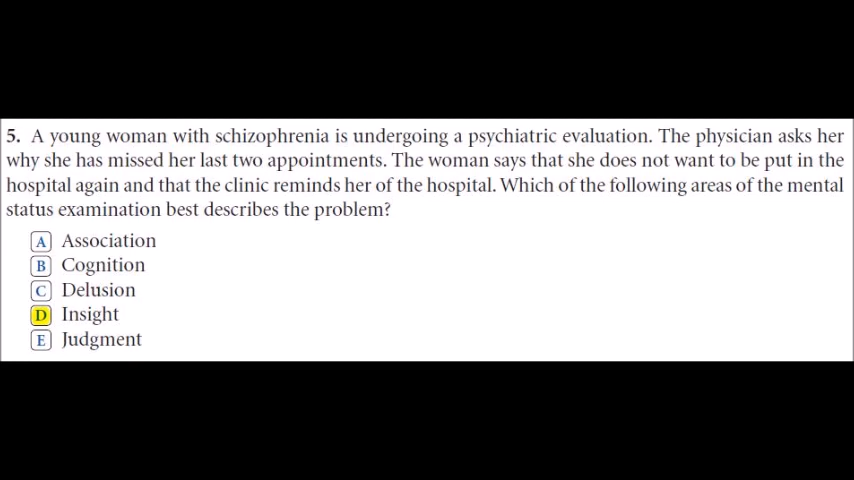 5. A young woman with schizophrenia is undergoing a psychiatric evaluation. The physician asks her
why she has missed her last two appointments. The woman says that she does not want to be put in the
hospital again and that the clinic reminds her of the hospital. Which of the following areas of the mental
status examination best describes the problem?
A Association
B Cognition
C Delusion
D Insight
E Judgment